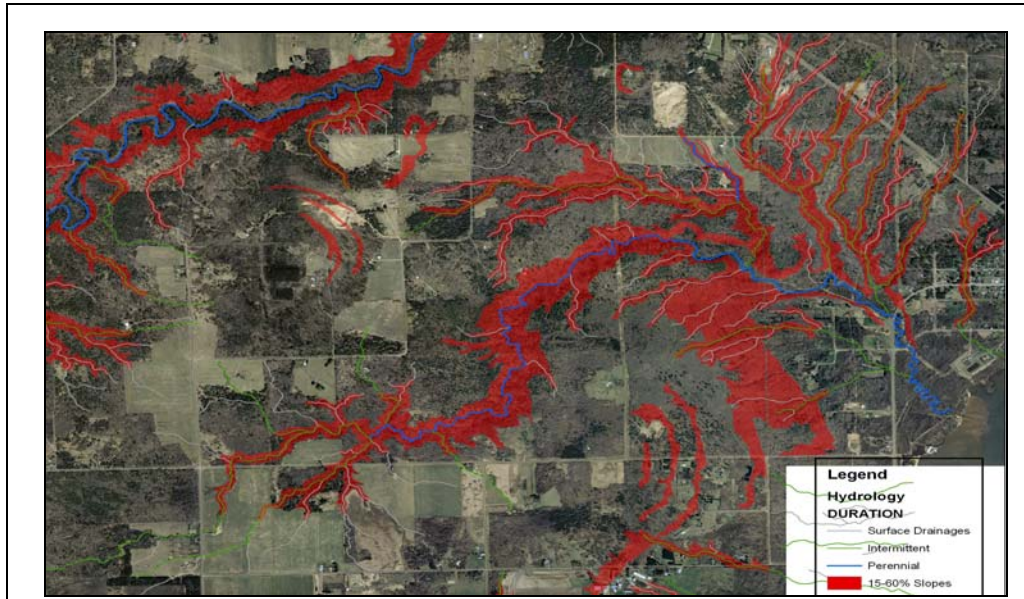 Legend
Hydrology
DURATION
Surface Drainages
Intermittent
Perennial
15-60% Slopes